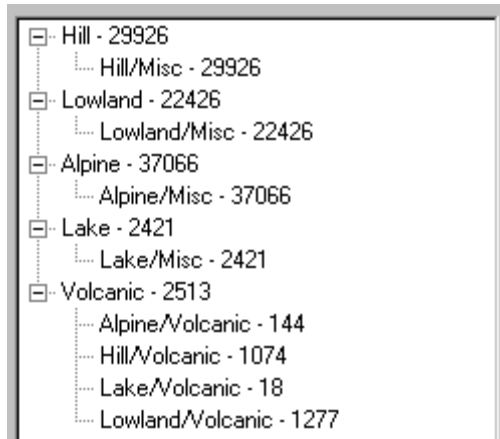 Hill - 29926
Hill/Misc - 29926
Lowland - 22426
Lowland/Misc - 22426
Alpine - 37066
Alpine/Misc - 37066
Lake - 2421
Lake/Misc - 2421
Volcanic - 2513
Alpine/Volcanic - 144
Hill/Volcanic - 1074
Lake/Volcanic - 18
Lowland/Volcanic - 1277